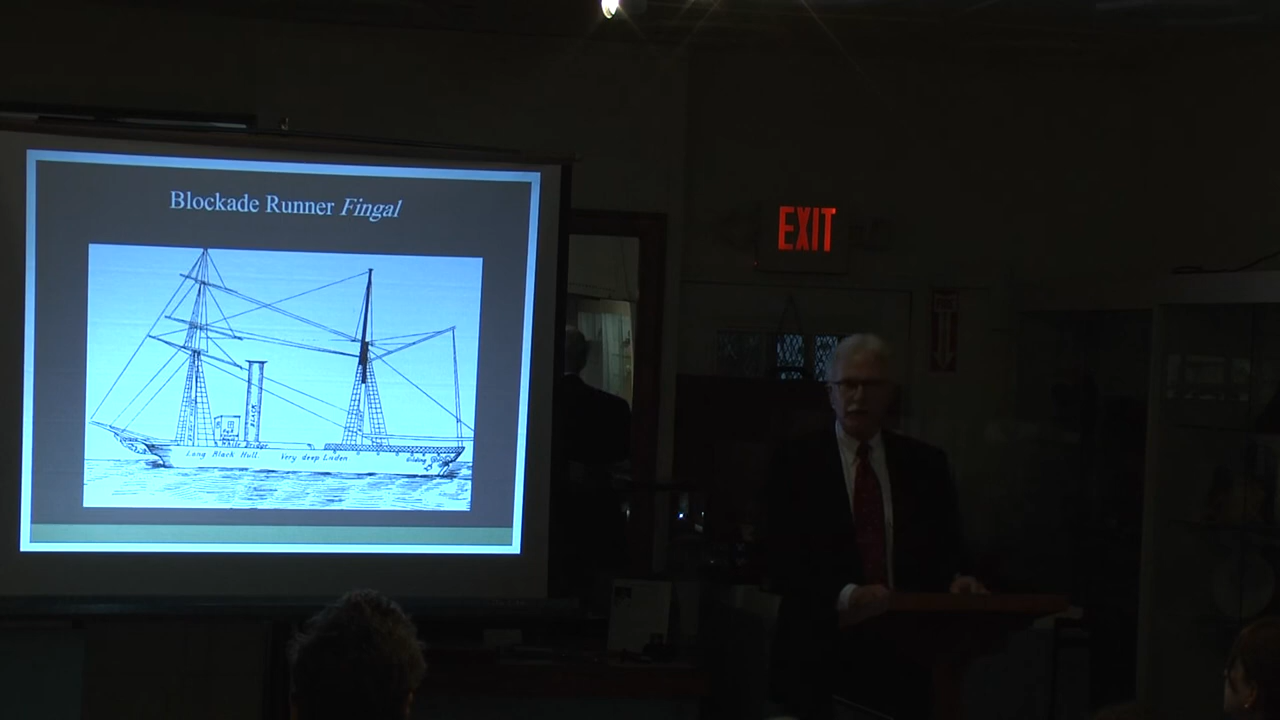 Blockade Runner Fingal
EXIT
White Bridge
Long Black Hull. Very deep Laden